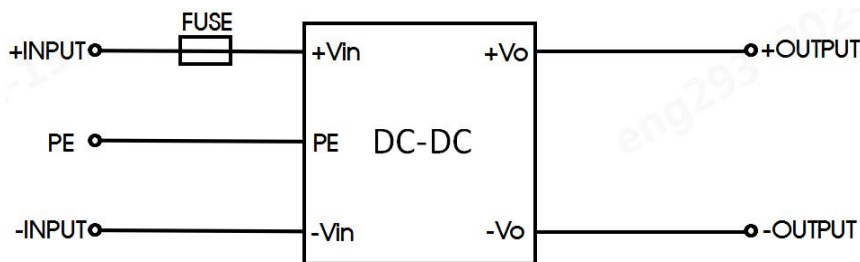 FUSE
+INPUT +Vin +Vo +OUTPUT
PE PE DC-DC
-INPUT -Vin -Vo -OUTPUT